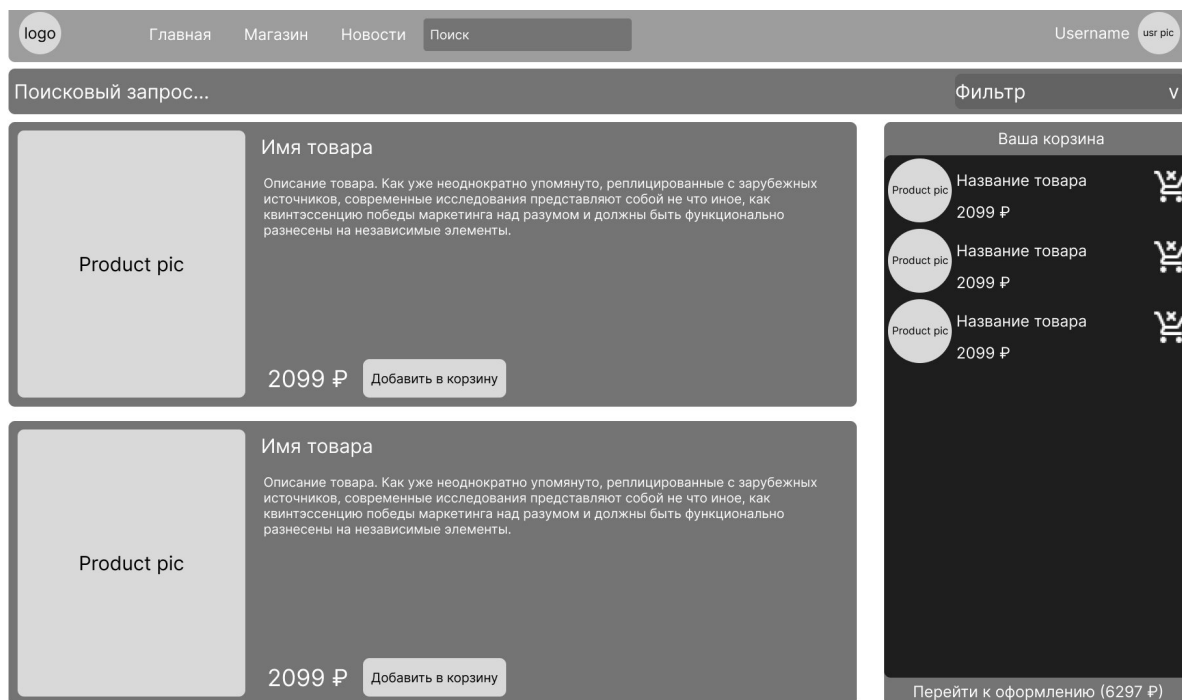 logo
Главная
Магазин
Новости
Поиск
Username
usr pic
Поисковый запрос...
Фильтр
v
Product pic
Имя товара
Описание товара. Как уже неоднократно упомянуто, реплицированные с зарубежных
источников, современные исследования представляют собой не что иное, как
квинтэссенцию победы маркетинга над разумом и должны быть функционально
разнесены на независимые элементы.
2099 ₽
Добавить в корзину
Product pic
Имя товара
Описание товара. Как уже неоднократно упомянуто, реплицированные с зарубежных
источников, современные исследования представляют собой не что иное, как
квинтэссенцию победы маркетинга над разумом и должны быть функционально
разнесены на независимые элементы.
2099 ₽
Добавить в корзину
Ваша корзина
Product pic
Название товара
2099 ₽
Product pic
Название товара
2099 ₽
Product pic
Название товара
2099 ₽
Перейти к оформлению (6297 ₽)